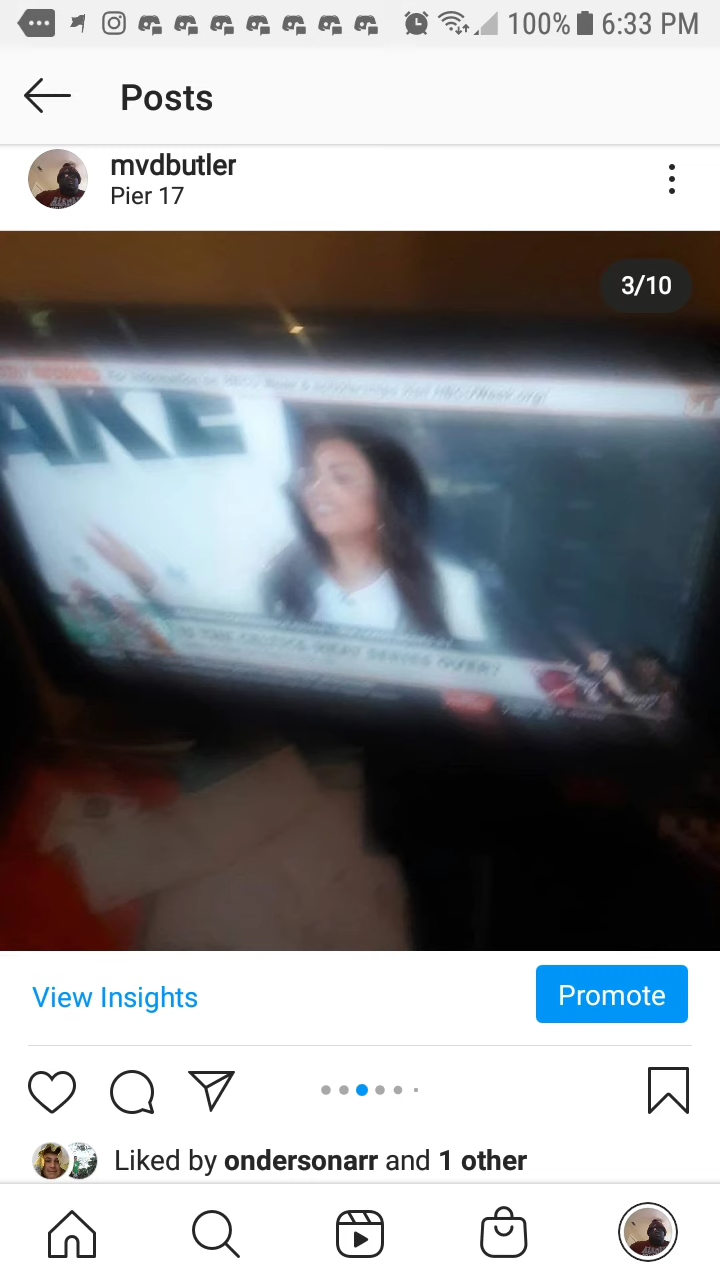 100% 6:33 PM
Posts
mvdbutler
Pier 17
3/10
AKE
View Insights
Promote
Liked by ondersonarr and 1 other